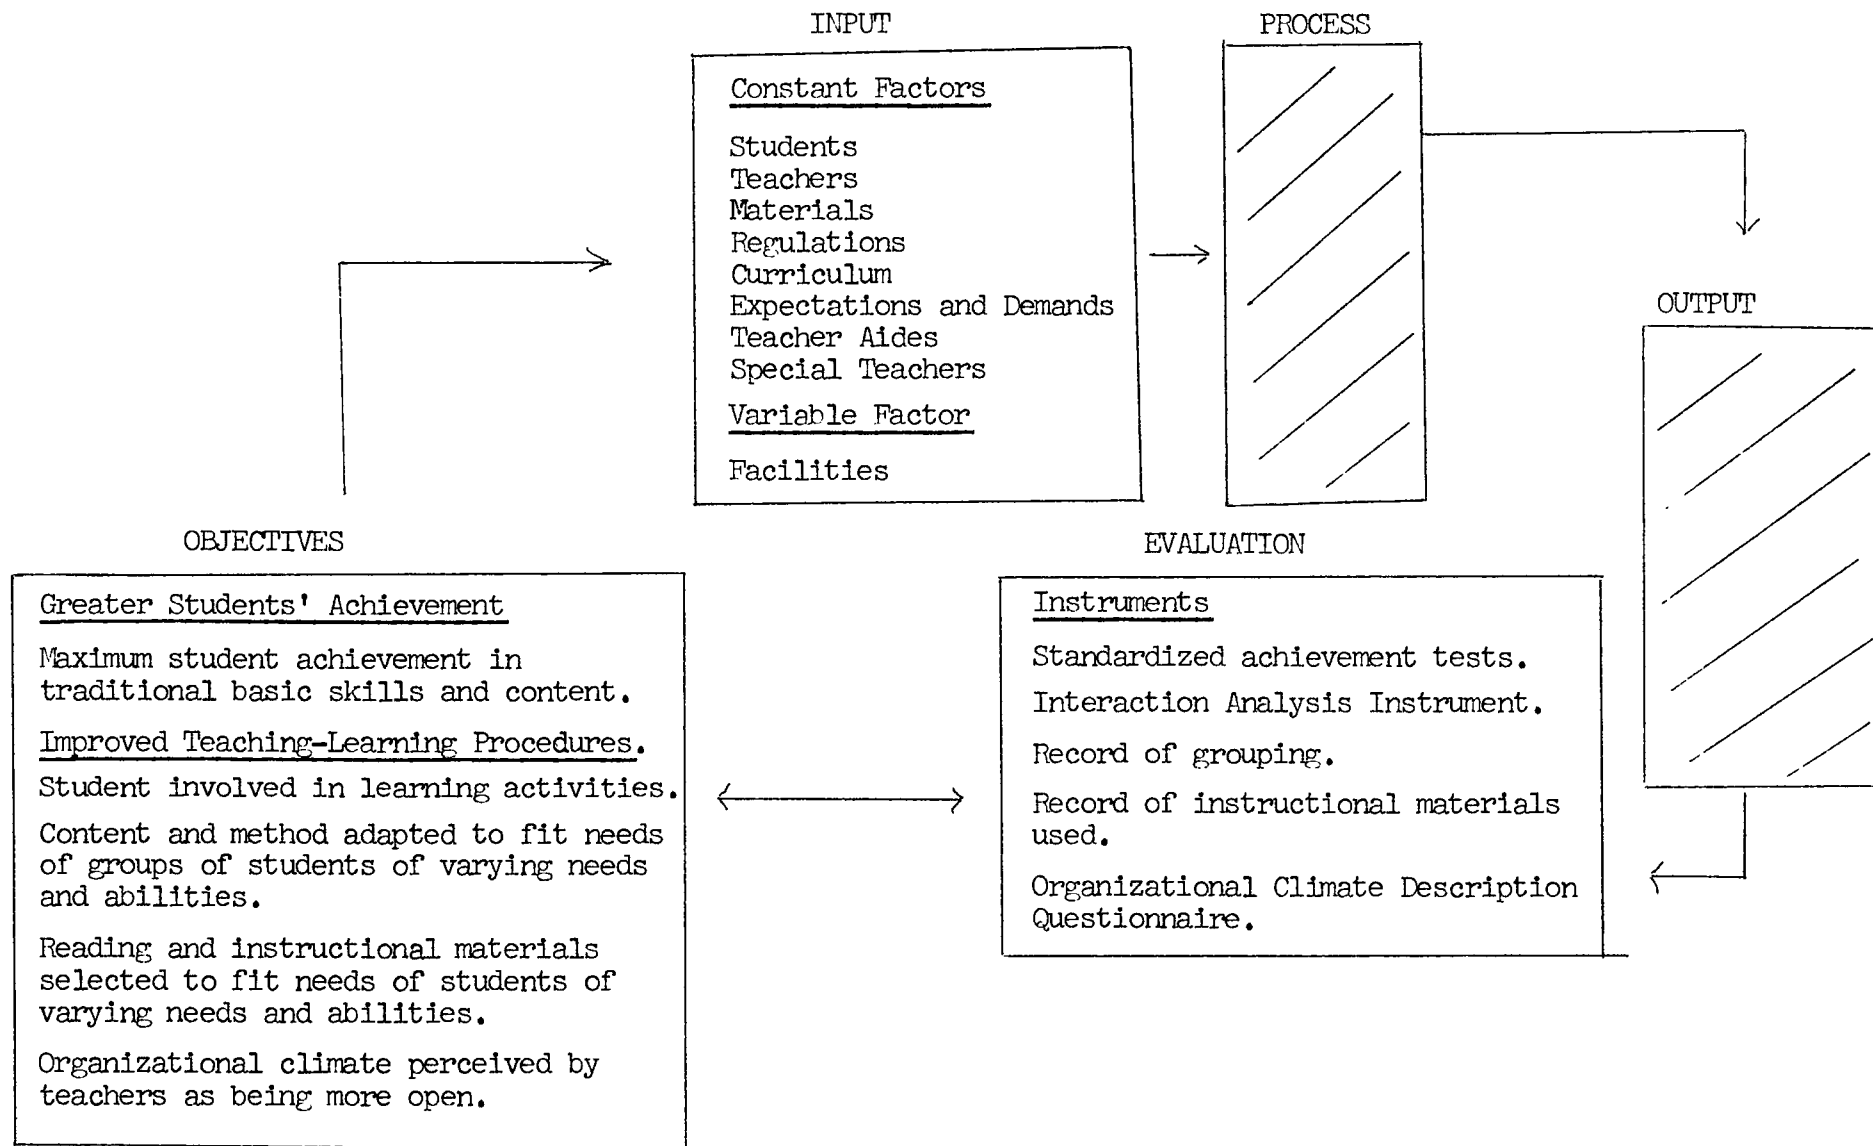 INPUT
Constant Factors
Students
Teachers
Materials
Regulations
Curriculum
Expectations and Demands
Teacher Aides
Special Teachers
Variable Factor
Facilities
PROCESS
OUTPUT
OBJECTIVES
Greater Students' Achievement
Maximum student achievement in
traditional basic skills and content.
Improved Teaching-Learning Procedures.
Student involved in learning activities.
Content and method adapted to fit needs
of groups of students of varying needs
and abilities.
Reading and instructional materials
selected to fit needs of students of
varying needs and abilities.
Organizational climate perceived by
teachers as being more open.
EVALUATION
Instruments
Standardized achievement tests.
Interaction Analysis Instrument.
Record of grouping.
Record of instructional materials
used.
Organizational Climate Description
Questionnaire.